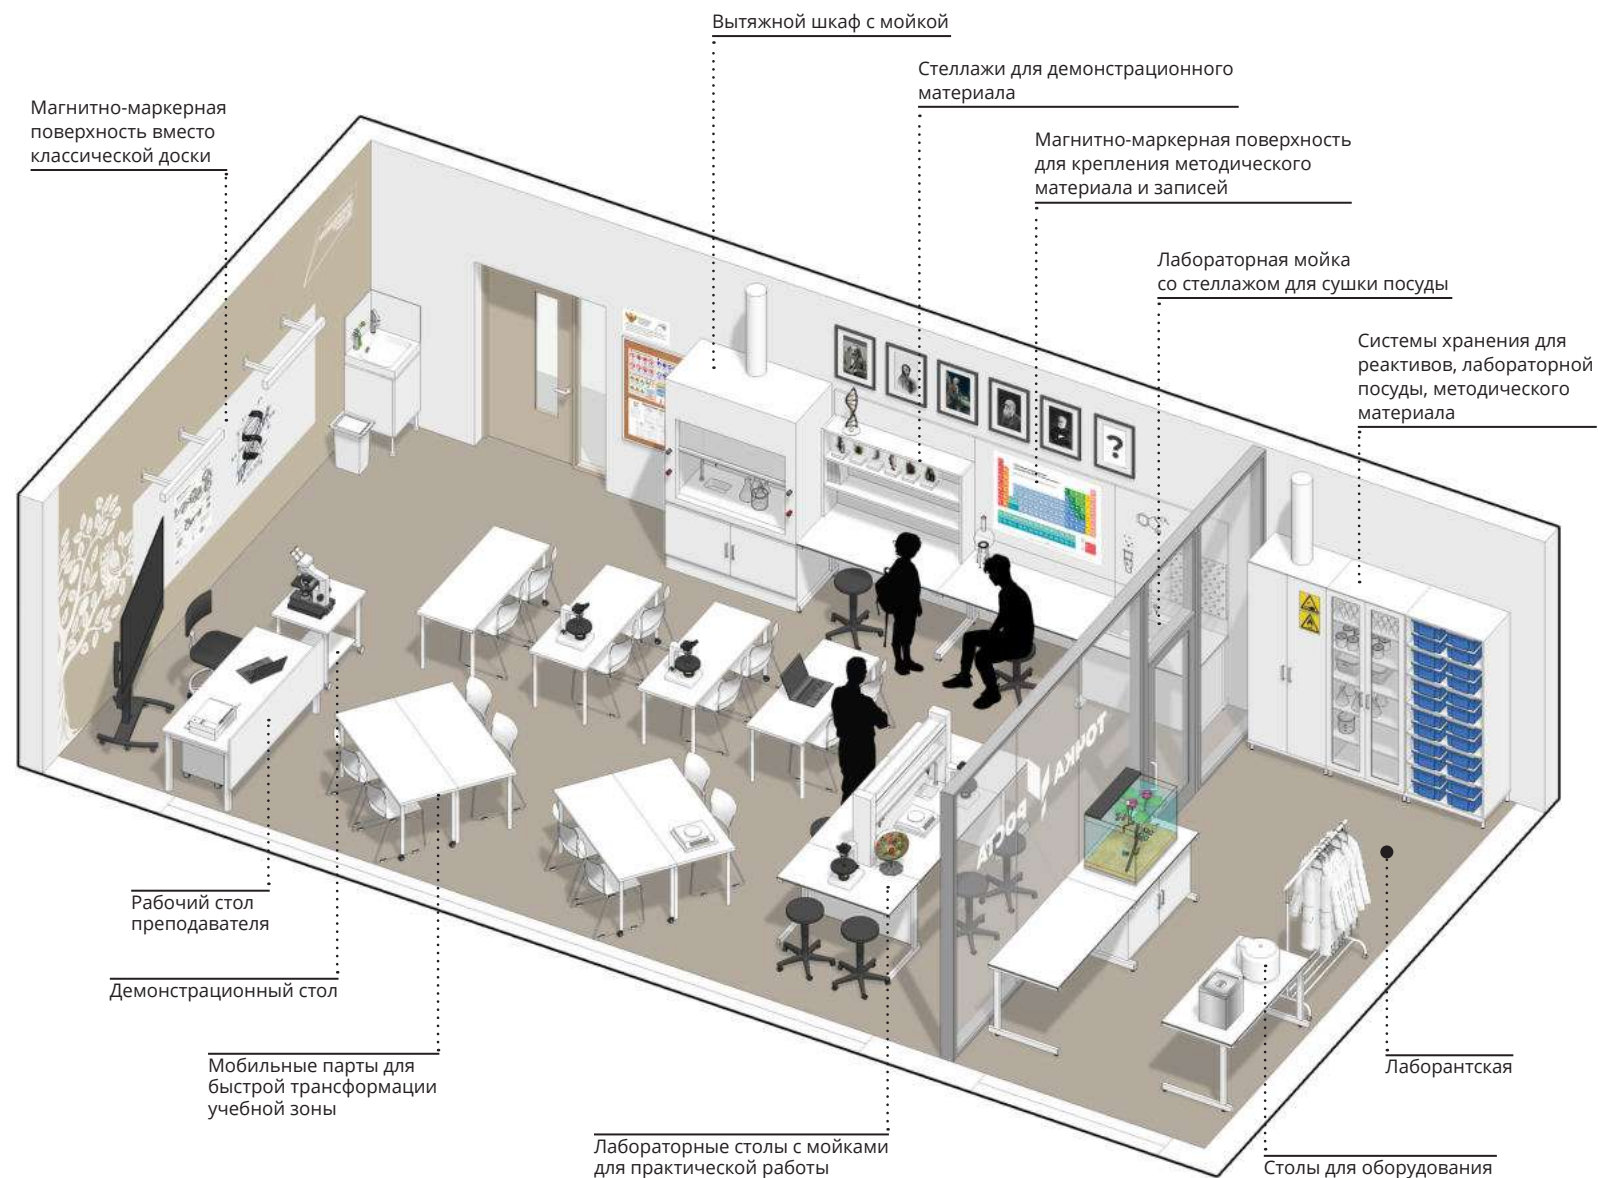 Вытяжной шкаф с мойкой
Стеллажи для демонстрационного
материала
Магнитно-маркерная
поверхность вместо
классической доски
Магнитно-маркерная поверхность
для крепления методического
материала и записей
Лабораторная мойка
со стеллажом для сушки посуды
Системы хранения для
реактивов, лабораторной
посуды, методического
материала
?
ТОЧКА
РОСТА
Рабочий стол
преподавателя
Демонстрационный стол
Мобильные парты для
быстрой трансформации
учебной зоны
Лабораторные столы с мойками
для практической работы
Лаборантская
Столы для оборудования